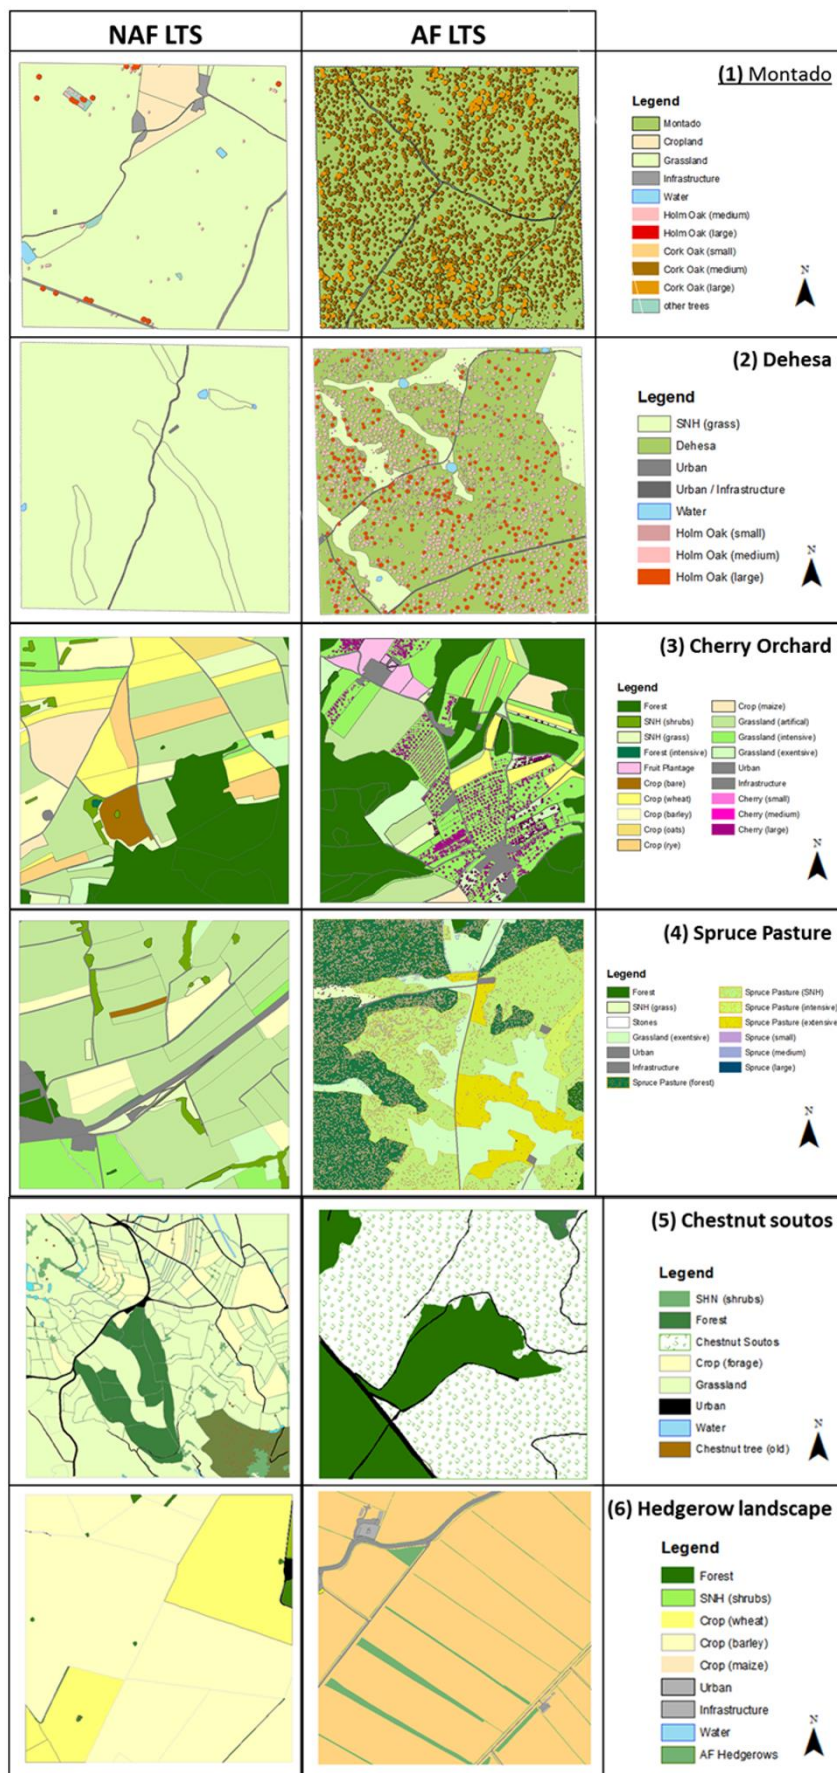 NAF LTS
AF LTS
(1) Montado
Legend
Montado
Cropland
Grassland
Infrastructure
Water
Holm Oak (medium)
Holm Oak (large)
Cork Oak (small)
Cork Oak (medium)
Cork Oak (large)
other trees
N
(2) Dehesa
Legend
SNH (grass)
Dehesa
Urban
Urban / Infrastructure
Water
Holm Oak (small)
Holm Oak (medium)
Holm Oak (large)
N
(3) Cherry Orchard
Legend
Forest
SNH (shrubs)
SNH (grass)
Forest (intensive)
Fruit Plantage
Crop (bare)
Crop (wheat)
Crop (barley)
Crop (oats)
Crop (rye)
Crop (maize)
Grassland (artifical)
Grassland (intensive)
Grassland (exentsive)
Urban
Infrastructure
Cherry (small)
Cherry (medium)
Cherry (large)
N
(4) Spruce Pasture
Legend
Forest
SNH (grass)
Stones
Grassland (exentsive)
Urban
Infrastructure
Spruce Pasture (forest)
Spruce Pasture (SNH)
Spruce Pasture (intensive)
Spruce Pasture (extensive)
Spruce (small)
Spruce (medium)
Spruce (large)
N
(5) Chestnut soutos
Legend
SHN (shrubs)
Forest
Chestnut Soutos
Crop (forage)
Grassland
Urban
Water
Chestnut tree (old)
N
(6) Hedgerow landscape
Legend
Forest
SNH (shrubs)
Crop (wheat)
Crop (barley)
Crop (maize)
Urban
Infrastructure
Water
AF Hedgerows
N